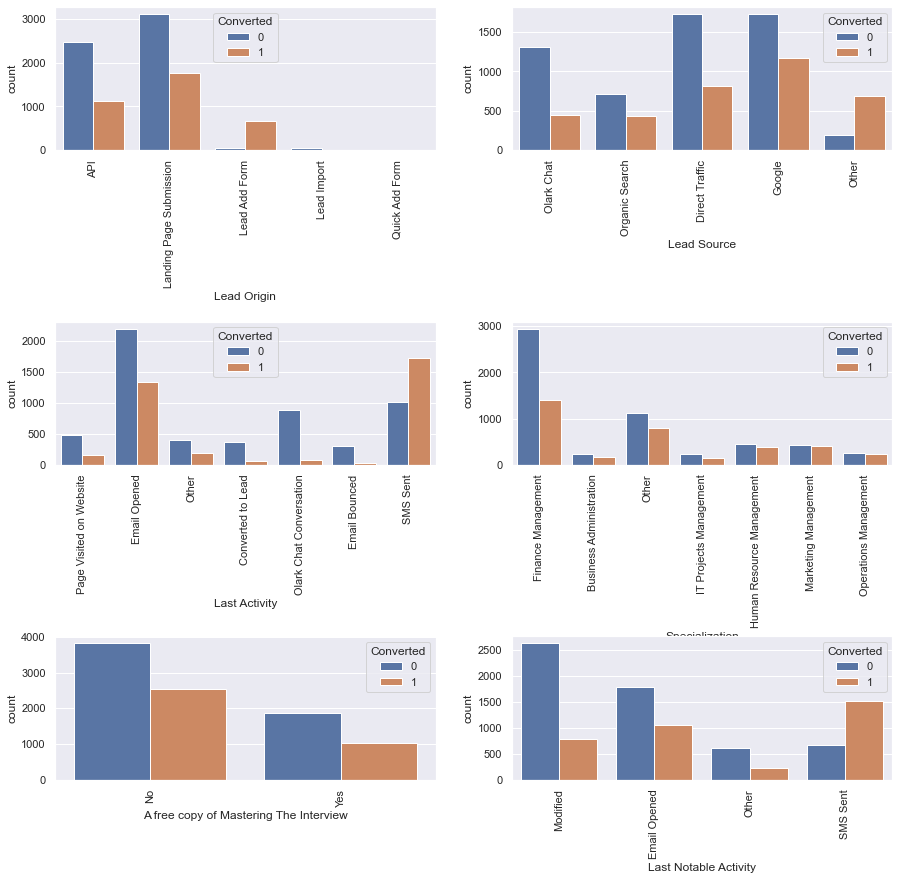 Converted
0
1
3000
2000
1000
0
count
API
Landing Page Submission
Lead Add Form
Lead Import
Quick Add Form
Lead Origin
Converted
0
1
1500
1000
500
0
count
Olark Chat
Organic Search
Direct Traffic
Google
Other
Lead Source
Converted
0
1
2000
1500
1000
500
0
count
Page Visited on Website
Email Opened
Other
Converted to Lead
Olark Chat Conversation
Email Bounced
SMS Sent
Last Activity
Converted
0
1
3000
2000
1000
0
count
Finance Management
Business Administration
Other
IT Projects Management
Human Resource Management
Marketing Management
Operations Management
Specialization
Converted
0
1
4000
3000
2000
1000
0
count
No
Yes
A free copy of Mastering The Interview
Converted
0
1
2500
2000
1500
1000
500
0
count
Modified
Email Opened
Other
SMS Sent
Last Notable Activity